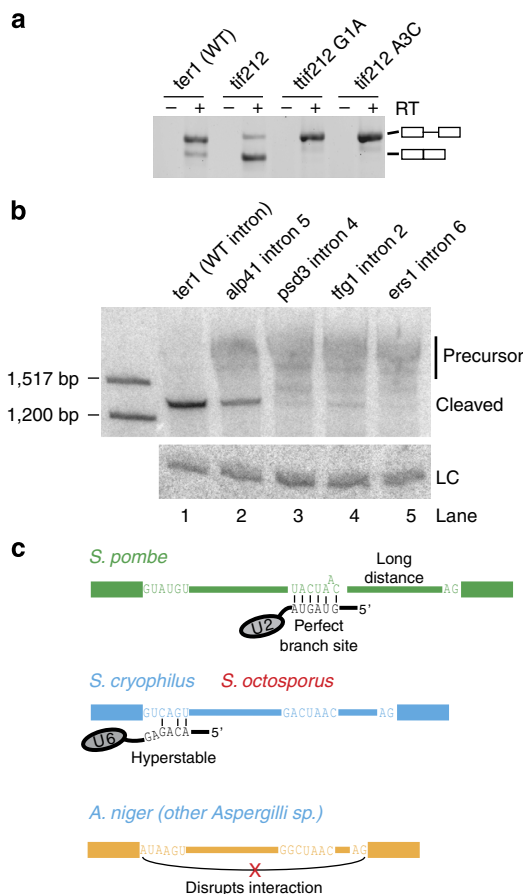 a
ter1 (WT)
tif212
ttif212 G1A
tif212 A3C
– + – + – + – + RT
b
ter1 (WT intron)
alp41 intron 5
psd3 intron 4
tfg1 intron 2
ers1 intron 6
Precursor
1,517 bp
Cleaved
1,200 bp
LC
1 2 3 4 5 Lane
c
S. pombe
Long
distance
A
GUAUGU UACUA C AG
AUGAUG 5’
U2
Perfect
branch site
S. cryophilus S. octosporus
GUCAGU GACUAAC AG
U6 GAGACA 5’
Hyperstable
A. niger (other Aspergilli sp.)
AUAAGU GGCUAAC AG
X
Disrupts interaction